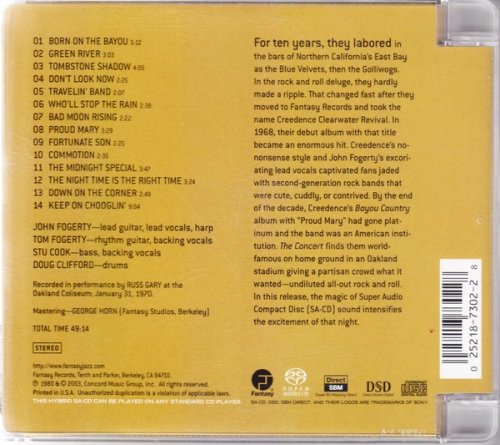 01 BORN ON THE BAYOU 5:12
02 GREEN RIVER 3:03
03 TOMBSTONE SHADOW 4:05
04 DON'T LOOK NOW 2:25
05 TRAVELIN' BAND 2:07
06 WHO'LL STOP THE RAIN 2:38
07 BAD MOON RISING 2:22
08 PROUD MARY 3:29
09 FORTUNATE SON 2:25
10 COMMOTION 2:35
11 THE MIDNIGHT SPECIAL 3:47
12 THE NIGHT TIME IS THE RIGHT TIME 3:24
13 DOWN ON THE CORNER 2:49
14 KEEP ON CHOOGLIN' 9:04
JOHN FOGERTY—lead guitar, lead vocals, harp
TOM FOGERTY—rhythm guitar, backing vocals
STU COOK—bass, backing vocals
DOUG CLIFFORD—drums
Recorded in performance by RUSS GARY at the
Oakland Coliseum; January 31, 1970.
Mastering—GEORGE HORN (Fantasy Studios, Berkeley)
TOTAL TIME 49:14
STEREO
http://www.fantasyjazz.com
Fantasy Records, Tenth and Parker, Berkeley, CA 94710.
℗ 1980 & © 2003, Concord Music Group, Inc. All rights reserved.
Printed in U.S.A. Unauthorized duplication is a violation of applicable laws.
THIS HYBRID SA-CD CAN BE PLAYED ON ANY STANDARD CD PLAYER.
For ten years, they labored in
the bars of Northern California's East Bay
as the Blue Velvets, then the Golliwogs.
In the rock and roll deluge, they hardly
made a ripple. That changed fast after they
moved to Fantasy Records and took the
name Creedence Clearwater Revival. In
1968, their debut album with that title
became an enormous hit. Creedence's no-
nonsense style and John Fogerty's excori-
ating lead vocals captivated fans jaded
with second-generation rock bands that
were cute, cuddly, or contrived. By the end
of the decade, Creedence's Bayou Country
album with "Proud Mary" had gone plat-
inum and the band was an American insti-
tution. The Concert finds them world-
famous on home ground in an Oakland
stadium giving a partisan crowd what it
wanted—undiluted all-out rock and roll.
In this release, the magic of Super Audio
Compact Disc [SA-CD] sound intensifies
the excitement of that night.
Fantasy
SUPER AUDIO CD
Direct SBM
Super Bit Mapping Direct
DSD
Direct Stream Digital
COMPACT disc DIGITAL AUDIO
SA-CD, DSD, SBM DIRECT, AND THEIR LOGOS ARE TRADEMARKS OF SONY.
0 25218-7302-2 8